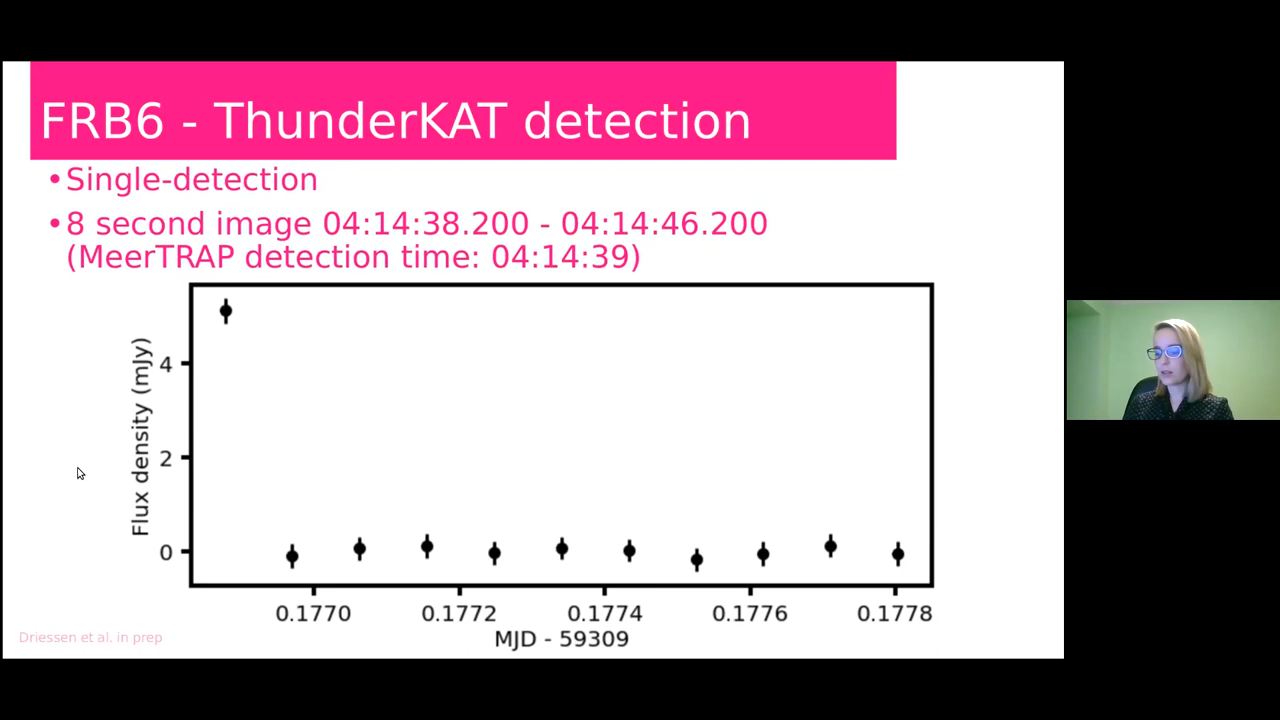 FRB6 - ThunderKAT detection
•Single-detection
•8 second image 04:14:38.200 - 04:14:46.200
(MeerTRAP detection time: 04:14:39)
Flux density (mJy)
4
2
0
0.1770 0.1772 0.1774 0.1776 0.1778
MJD - 59309
Driessen et al. in prep